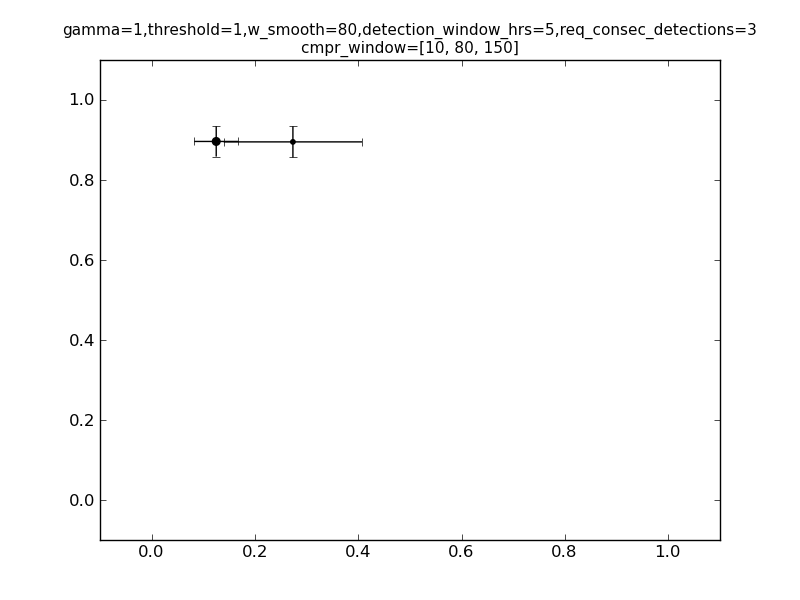 gamma=1,threshold=1,w_smooth=80,detection_window_hrs=5,req_consec_detections=3
cmpr_window=[10, 80, 150]
1.0
0.8
0.6
0.4
0.2
0.0
0.0 0.2 0.4 0.6 0.8 1.0